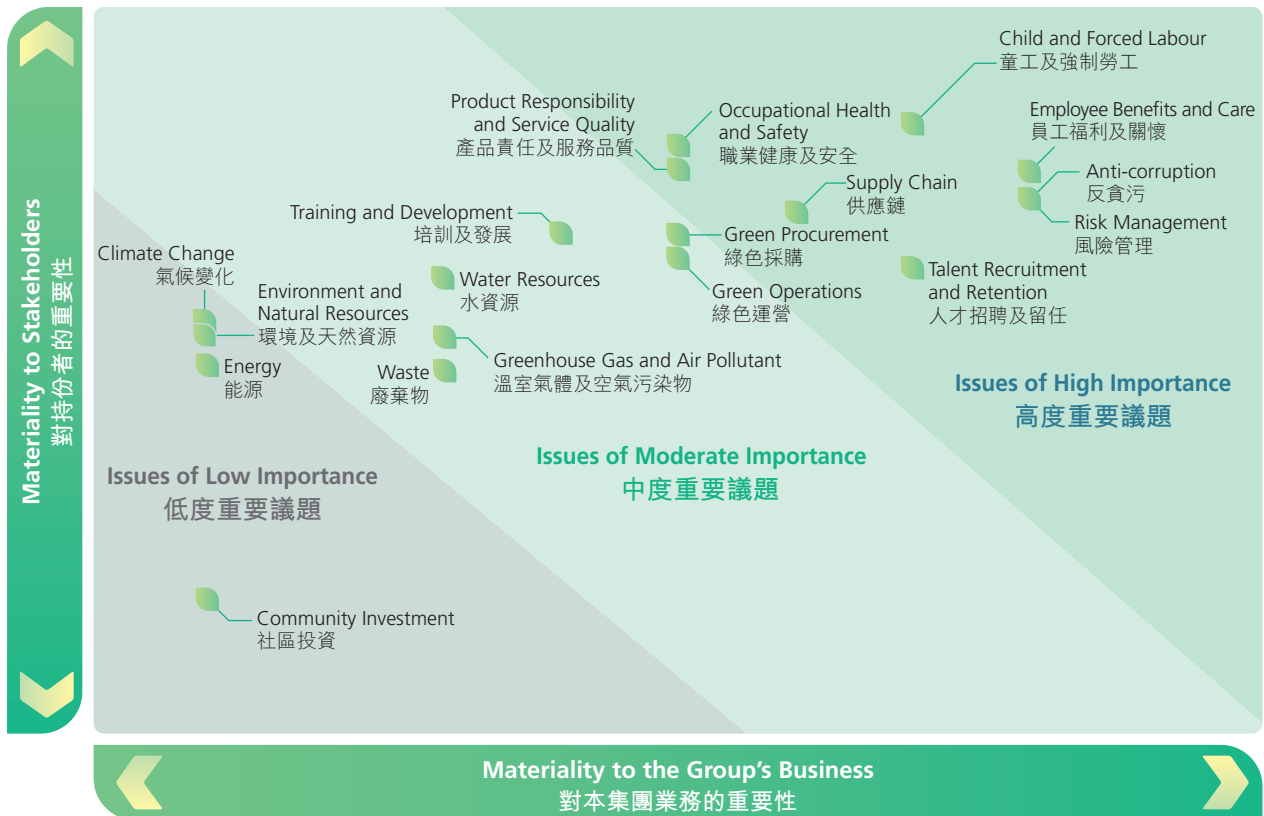 Materiality to Stakeholders
對持份者的重要性
Child and Forced Labour
童工及強制勞工
Product Responsibility
and Service Quality
產品責任及服務品質
Occupational Health
and Safety
職業健康及安全
Employee Benefits and Care
員工福利及關懷
Anti-corruption
反貪污
Supply Chain
供應鏈
Risk Management
風險管理
Training and Development
培訓及發展
Green Procurement
綠色採購
Climate Change
氣候變化
Environment and
Natural Resources
環境及天然資源
Water Resources
水資源
Green Operations
綠色運營
Talent Recruitment
and Retention
人才招聘及留任
Energy
能源
Waste
廢棄物
Greenhouse Gas and Air Pollutant
溫室氣體及空氣污染物
Issues of High Importance
高度重要議題
Issues of Moderate Importance
中度重要議題
Issues of Low Importance
低度重要議題
Community Investment
社區投資
Materiality to the Group's Business
對本集團業務的重要性